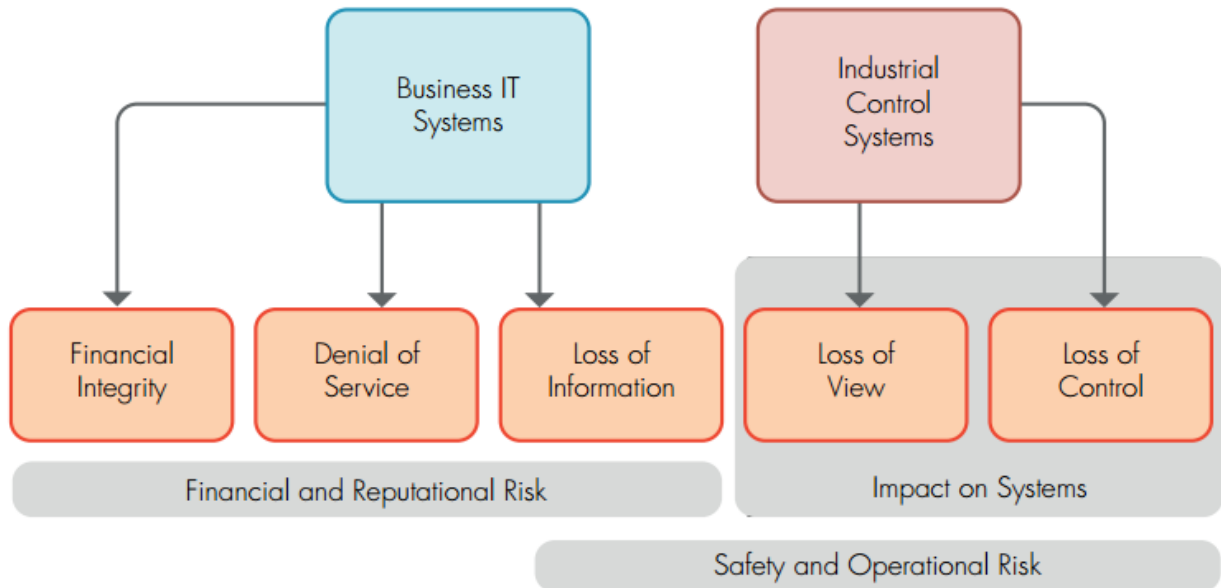 Business IT
Systems
Industrial
Control
Systems
Financial
Integrity
Denial of
Service
Loss of
Information
Loss of
View
Loss of
Control
Financial and Reputational Risk
Impact on Systems
Safety and Operational Risk